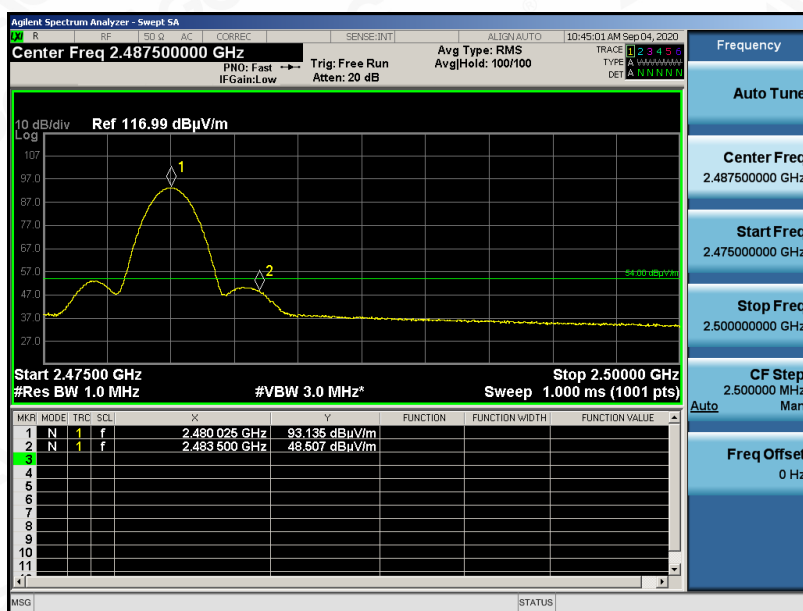 Agilent Spectrum Analyzer - Swept SA
LXI R RF 50 Ω AC CORREC SENSE:INT ALIGN AUTO 10:45:01 AM Sep 04, 2020
Center Freq 2.487500000 GHz
PNO: Fast
IFGain:Low
Trig: Free Run
Atten: 20 dB
Avg Type: RMS
Avg|Hold: 100/100
TRACE 1 2 3 4 5 6
TYPE A WWWWW
DET A N N N N N
10 dB/div Ref 116.99 dBµV/m
Log
107
97.0
87.0
77.0
67.0
57.0
47.0
37.0
27.0
1
2
54.00 dBµV/m
Start 2.47500 GHz Stop 2.50000 GHz
#Res BW 1.0 MHz #VBW 3.0 MHz* Sweep 1.000 ms (1001 pts)
MKR MODE TRC SCL X Y FUNCTION FUNCTION WIDTH FUNCTION VALUE
1 N 1 f 2.480 025 GHz 93.135 dBuV/m
2 N 1 f 2.483 500 GHz 48.507 dBuV/m
3
4
5
6
7
8
9
10
11
MSG STATUS
Frequency
Auto Tune
Center Freq
2.487500000 GHz
Start Freq
2.475000000 GHz
Stop Freq
2.500000000 GHz
CF Step
2.500000 MHz
Auto Man
Freq Offset
0 Hz